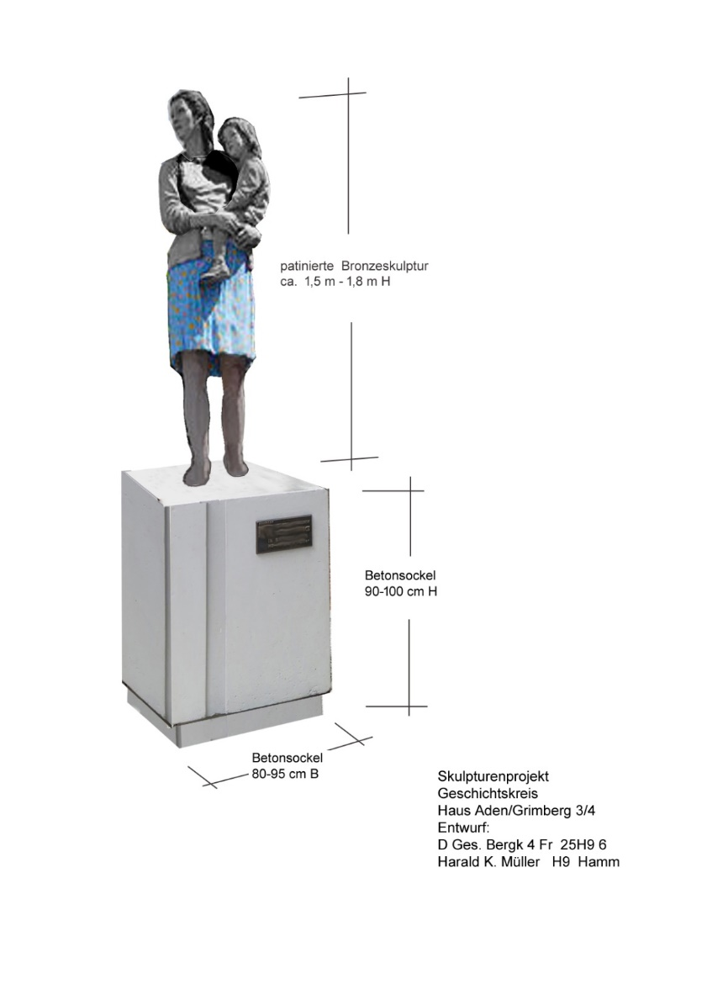 patinierte Bronzeskulptur
ca. 1,5 m - 1,8 m H
Betonsockel
90-100 cm H
Betonsockel
80-95 cm B
Skulpturenprojekt
Geschichtskreis
Haus Aden/Grimberg 3/4
Entwurf:
D Ges. Bergk 4 Fr 25H9 6
Harald K. Müller H9 Hamm